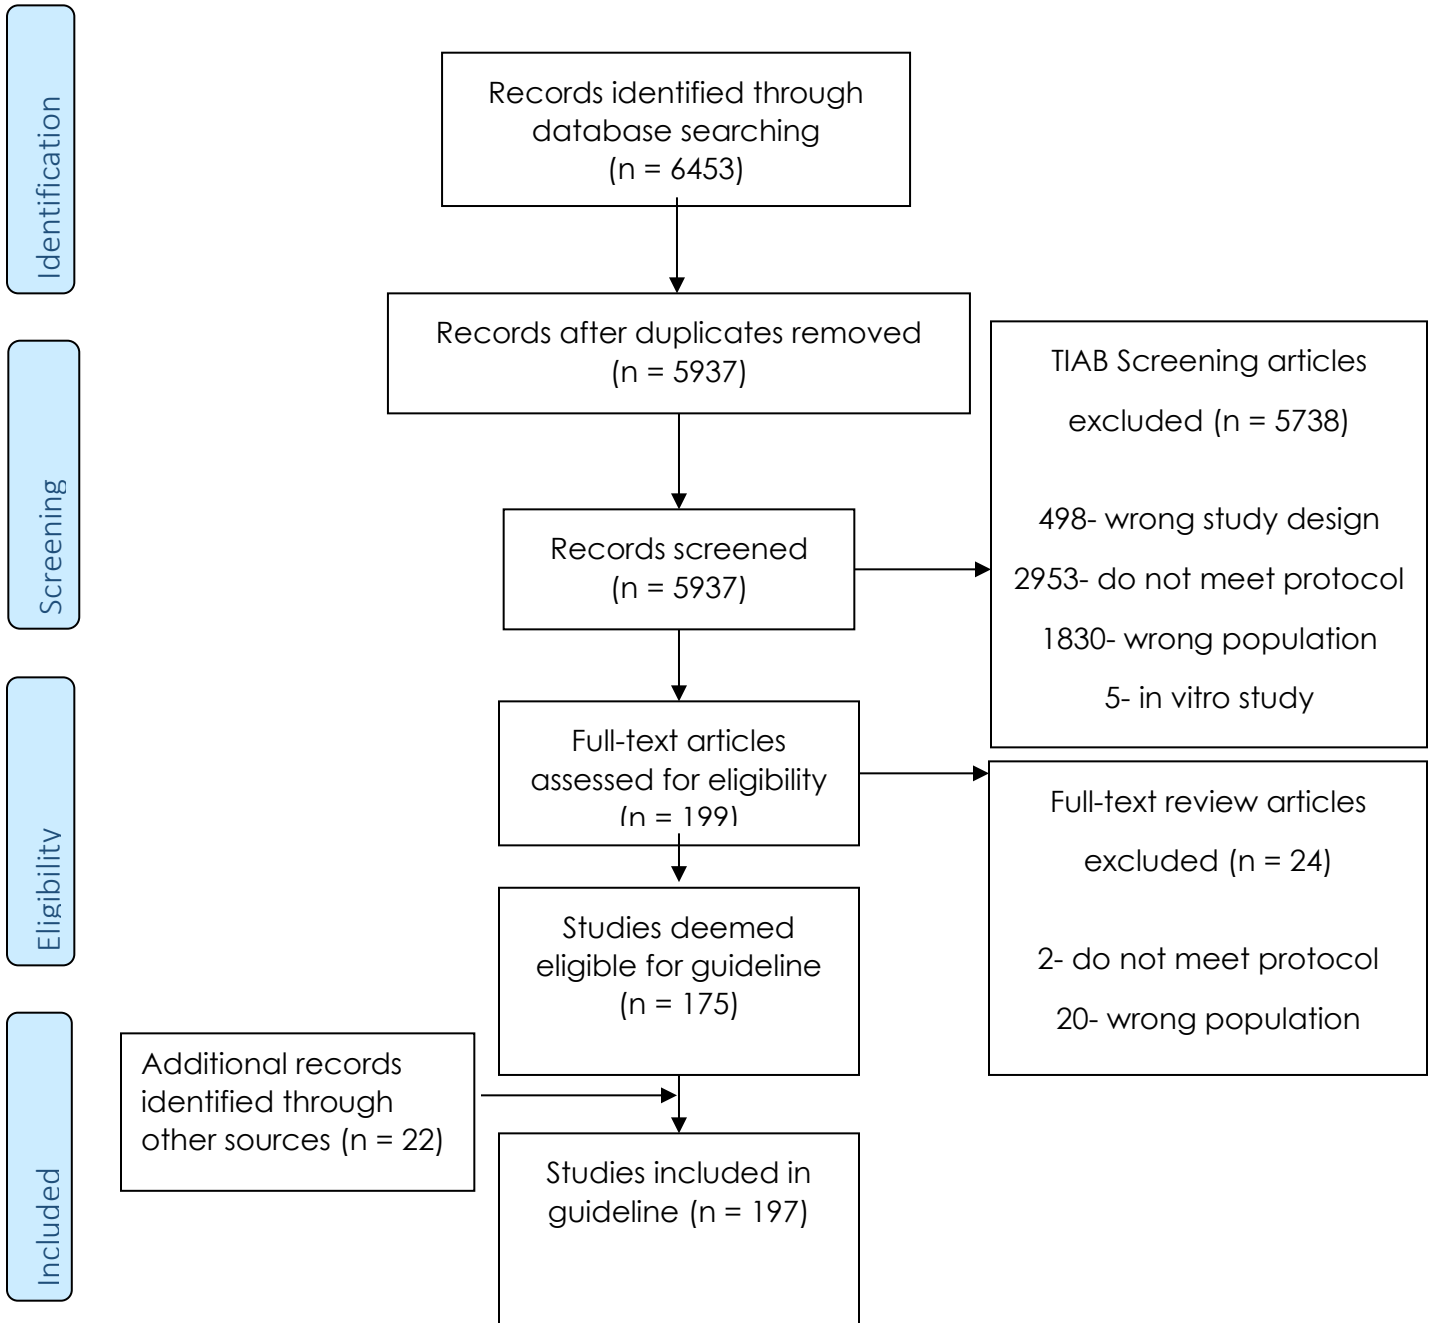 Identification
Records identified through
database searching
(n = 6453)
Records after duplicates removed
(n = 5937)
Screening
Records screened
(n = 5937)
TIAB Screening articles
excluded (n = 5738)
498- wrong study design
2953- do not meet protocol
1830- wrong population
5- in vitro study
Eligibility
Full-text articles
assessed for eligibility
(n = 199)
Full-text review articles
excluded (n = 24)
2- do not meet protocol
20- wrong population
Studies deemed
eligible for guideline
(n = 175)
Included
Additional records
identified through
other sources (n = 22)
Studies included in
guideline (n = 197)